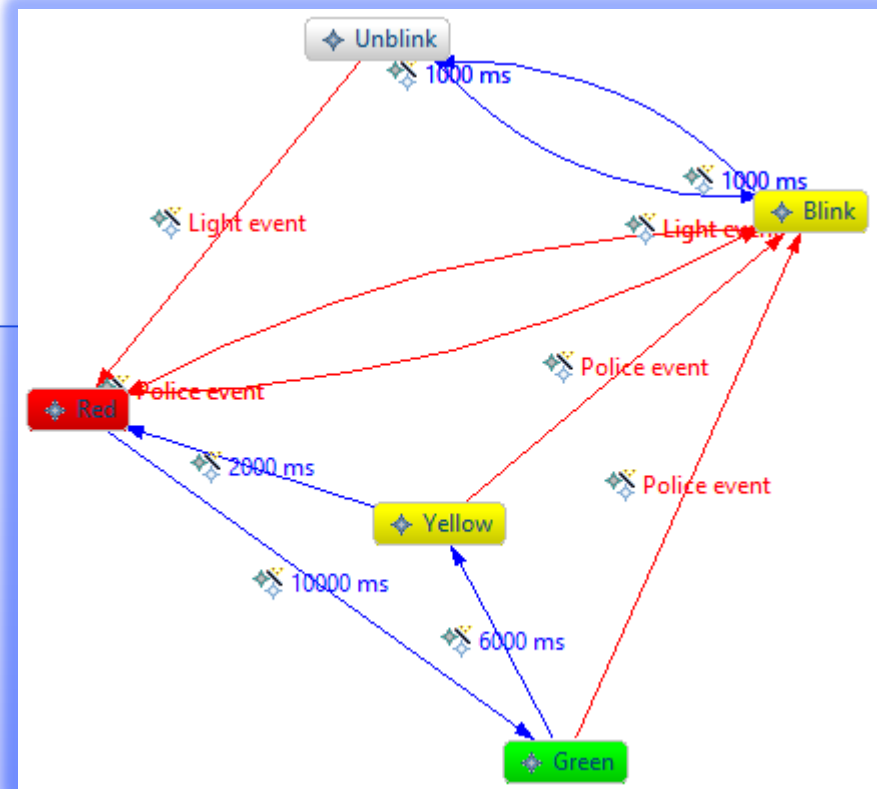 Unblink
1000 ms
1000 ms
Blink
Light event
Light event
Police event
Police event
Red
2000 ms
Police event
Yellow
10000 ms
6000 ms
Green